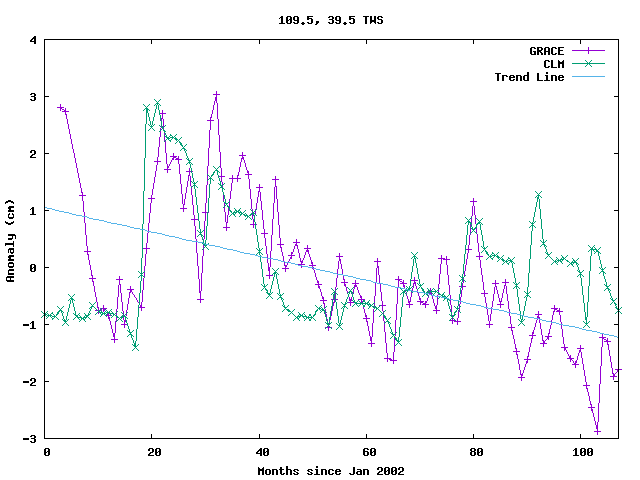 109.5, 39.5 TWS
GRACE
CLM
Trend Line
4
3
2
1
0
-1
-2
-3
Anomaly (cm)
0 20 40 60 80 100
Months since Jan 2002